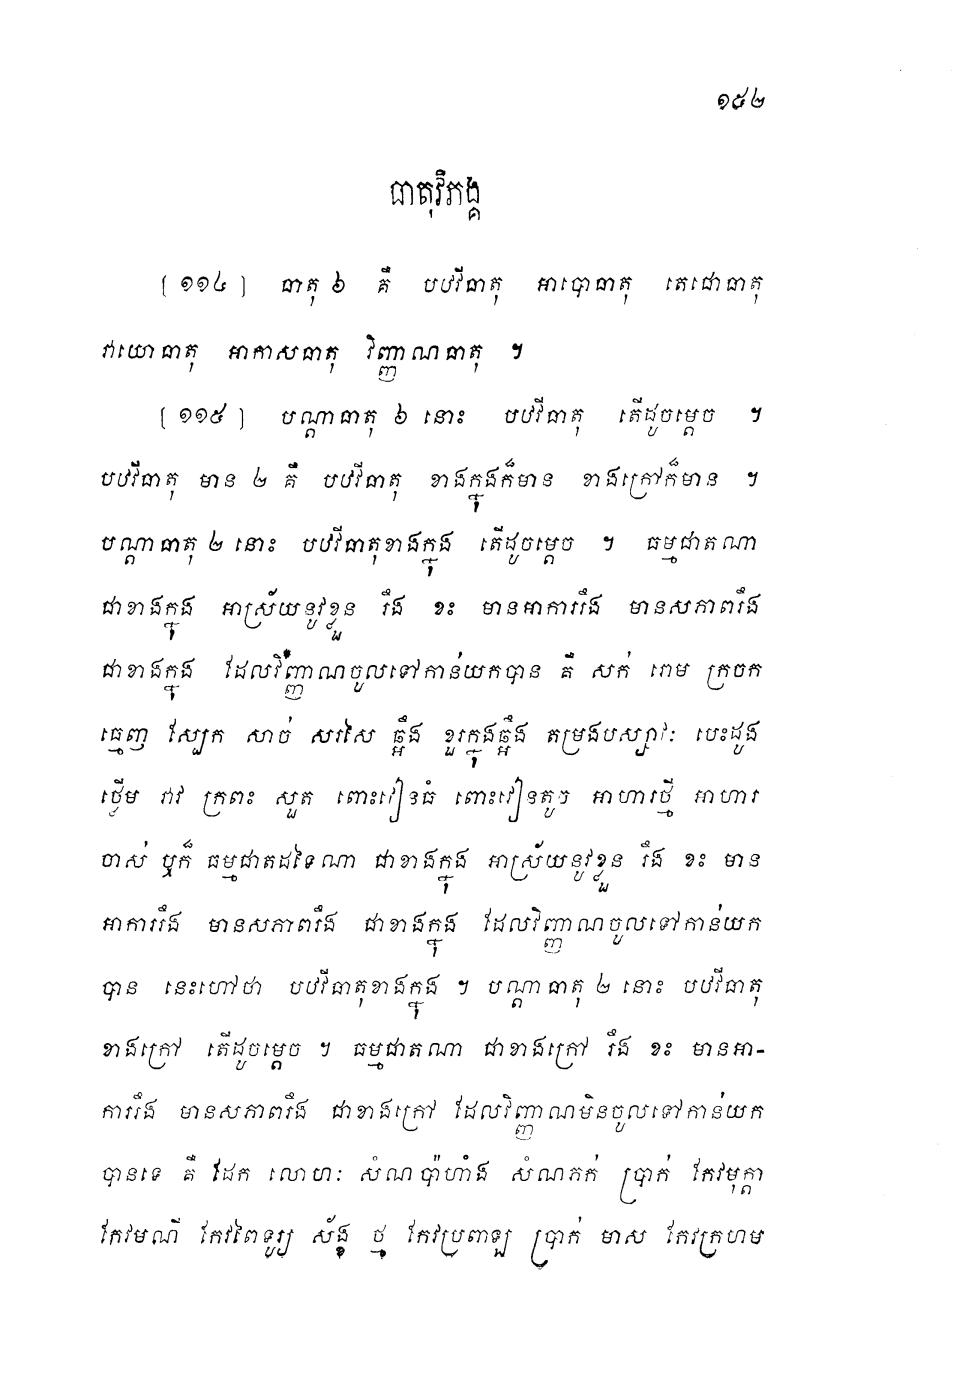 ១៥២
ធាតុវិភង្គ
[ ១១៤ ] ធាតុ ៦ គឺ បឋវីធាតុ អាបោធាតុ តេជោធាតុ
វាយោធាតុ អាកាសធាតុ វិញ្ញាណធាតុ ។
[ ១១៥ ] បណ្តាធាតុ ៦ នោះ បឋវីធាតុ តើដូចម្តេច ។
បឋវីធាតុ មាន ២ គឺ បឋវីធាតុ ខាងក្នុងក៏មាន ខាងក្រៅក៏មាន ។
បណ្តាធាតុ ២ នោះ បឋវីធាតុខាងក្នុង តើដូចម្តេច ។ ធម្មជាតណា
ជាខាងក្នុង អាស្រ័យនូវខ្លួន រឹង ខះ មានអាការរឹង មានសភាពរឹង
ជាខាងក្នុង ដែលវិញ្ញាណចូលទៅកាន់យកបាន គឺ សក់ រោម ក្រចក
ធ្មេញ ស្បែក សាច់ សរសៃ ឆ្អឹង ខួរក្នុងឆ្អឹង តម្រងបស្សាវៈ បេះដូង
ថ្លើម វាវ ក្រពះ សួត ពោះវៀនធំ ពោះវៀនតូច អាហារថ្មី អាហារ
ចាស់ ឬក៏ ធម្មជាតដទៃណា ជាខាងក្នុង អាស្រ័យនូវខ្លួន រឹង ខះ មាន
អាការរឹង មានសភាពរឹង ជាខាងក្នុង ដែលវិញ្ញាណចូលទៅកាន់យក
បាន នេះហៅថា បឋវីធាតុខាងក្នុង ។ បណ្តាធាតុ ២ នោះ បឋវីធាតុ
ខាងក្រៅ តើដូចម្តេច ។ ធម្មជាតណា ជាខាងក្រៅ រឹង ខះ មានអា-
ការរឹង មានសភាពរឹង ជាខាងក្រៅ ដែលវិញ្ញាណមិនចូលទៅកាន់យក
បានទេ គឺ ដែក លោហៈ សំណប៉ាហាំង សំណភក់ ប្រាក់ កែវមុក្តា
កែវមណី កែវពៃទូរ្យ ស័ង្ខ ថ្ម កែវប្រពាឡ ប្រាក់ មាស កែវក្រហម